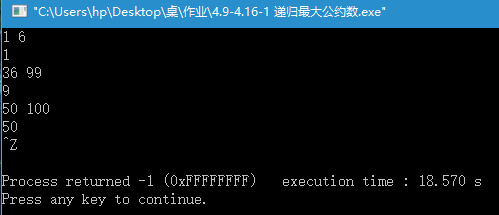 "C:\Users\hp\Desktop\桌\作业\4.9-4.16-1 递归最大公约数.exe"
1 6
1
36 99
9
50 100
50
^Z
Process returned -1 (0xFFFFFFFF)   execution time : 18.570 s
Press any key to continue.